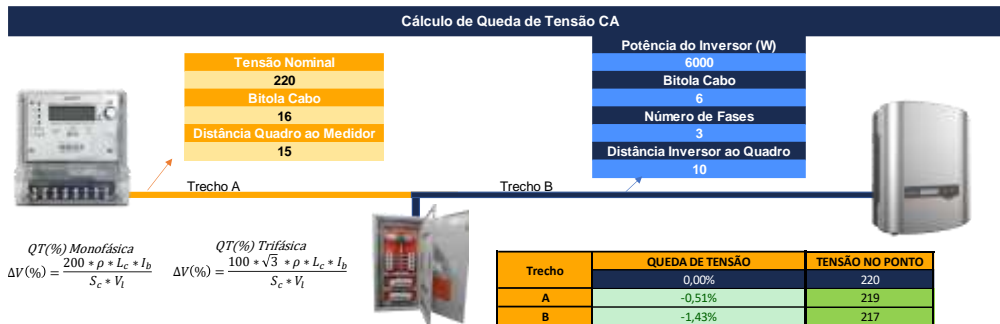 Cálculo de Queda de Tensão CA
Tensão Nominal
220
Bitola Cabo
16
Distância Quadro ao Medidor
15
Potência do Inversor (W)
6000
Bitola Cabo
6
Número de Fases
3
Distância Inversor ao Quadro
10
Trecho A
Trecho B
QT(%) Monofásica
ΔV(%) = 200 * ρ * L_c * I_b / S_c * V_l
QT(%) Trifásica
ΔV(%) = 100 * √3 * ρ * L_c * I_b / S_c * V_l
Trecho QUEDA DE TENSÃO TENSÃO NO PONTO
0,00% 220
A -0,51% 219
B -1,43% 217